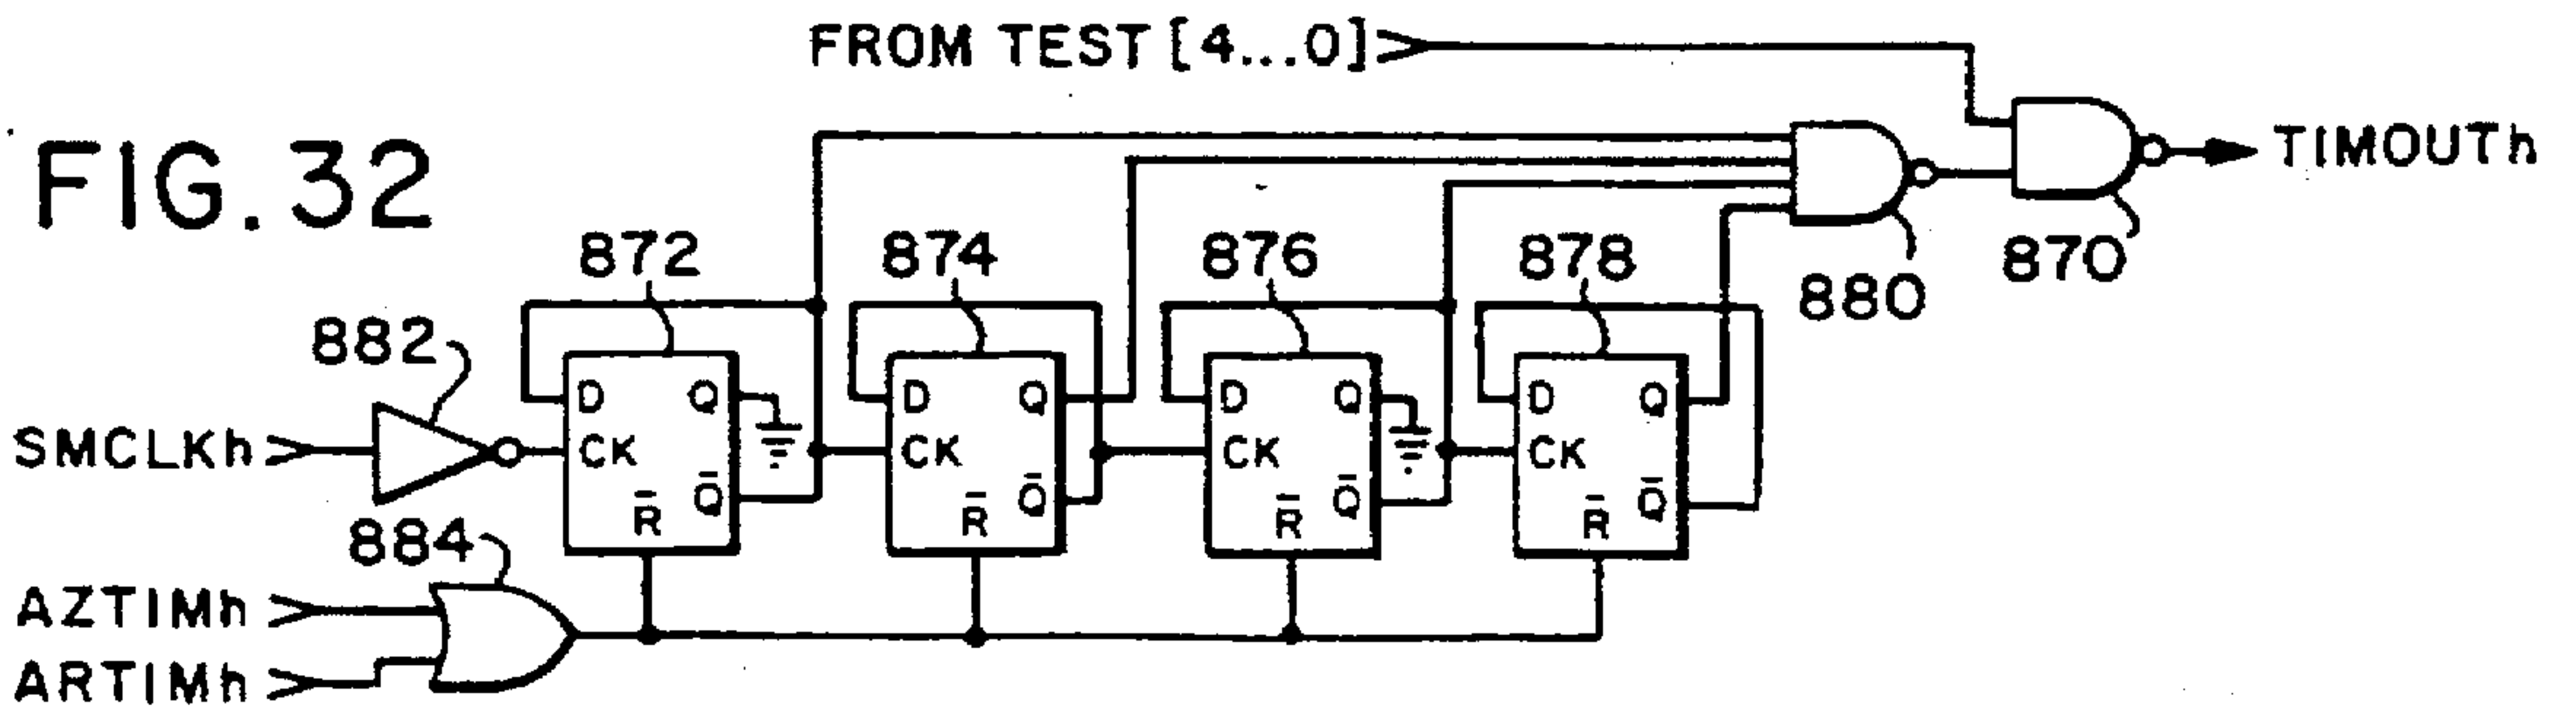 FROM TEST [4...0]
FIG. 32
TIMOUTh
872
874
876
878
880
870
882
D
Q
CK
R̄
Q̄
D
Q
CK
R̄
Q̄
D
Q
CK
R̄
Q̄
D
Q
CK
R̄
Q̄
SMCLKh
884
AZTIMh
ARTIMh